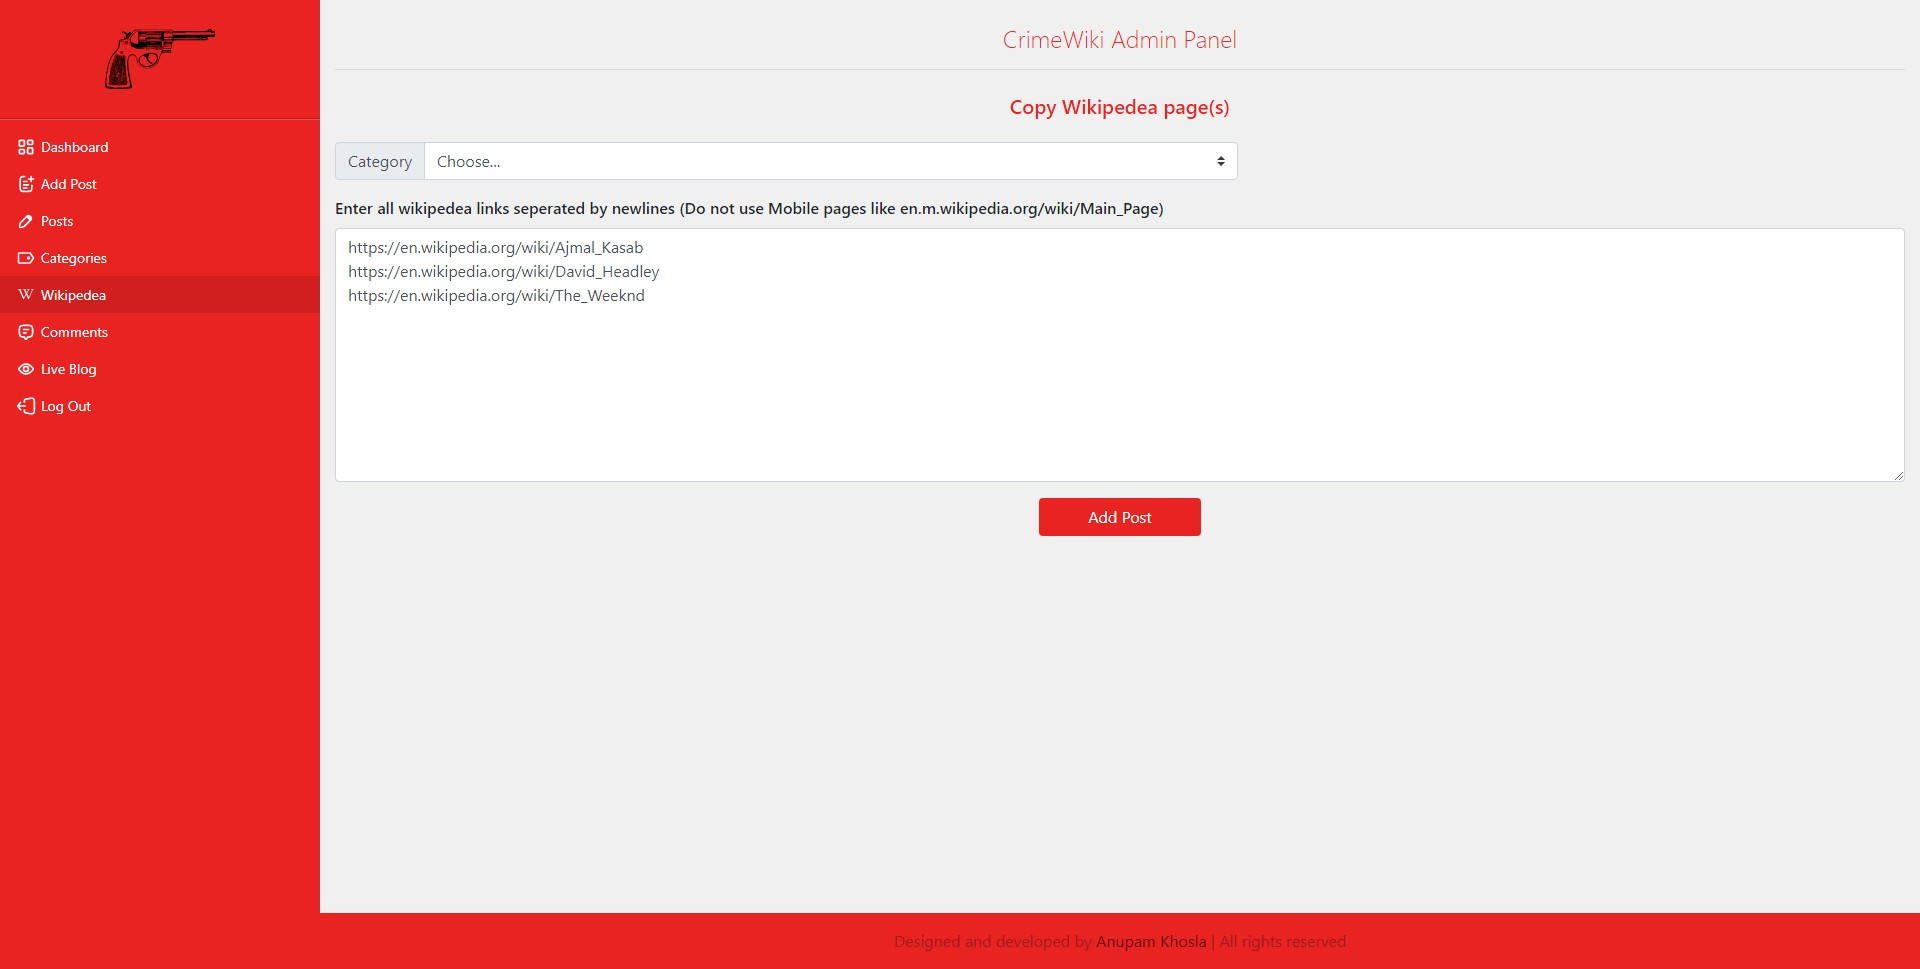 CrimeWiki Admin Panel
Dashboard
Add Post
Posts
Categories
Wikipedea
Comments
Live Blog
Log Out
Copy Wikipedea page(s)
Category Choose...
Enter all wikipedea links seperated by newlines (Do not use Mobile pages like en.m.wikipedia.org/wiki/Main_Page)
https://en.wikipedia.org/wiki/Ajmal_Kasab
https://en.wikipedia.org/wiki/David_Headley
https://en.wikipedia.org/wiki/The_Weeknd
Add Post
Designed and developed by Anupam Khosla | All rights reserved